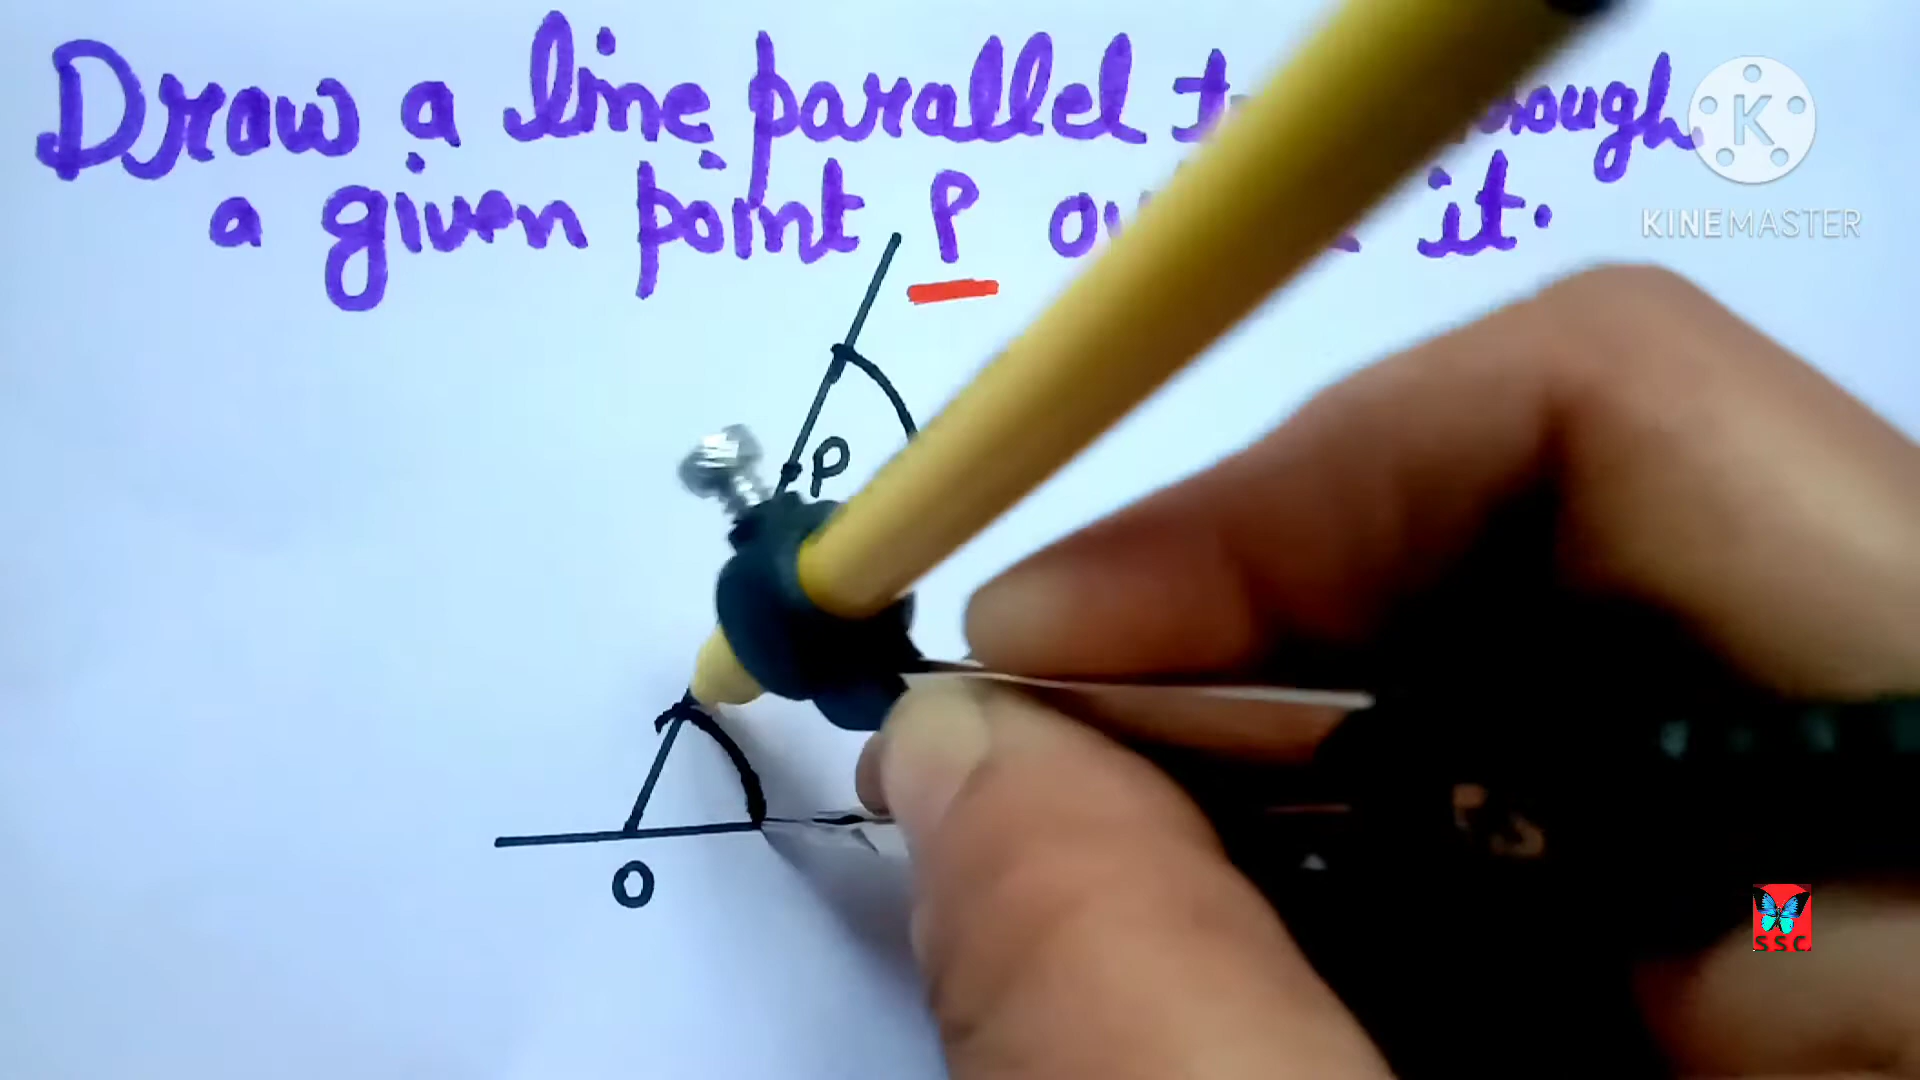 Draw a line parallel
a given point P it.
K
KINEMASTER
P
O
SSC